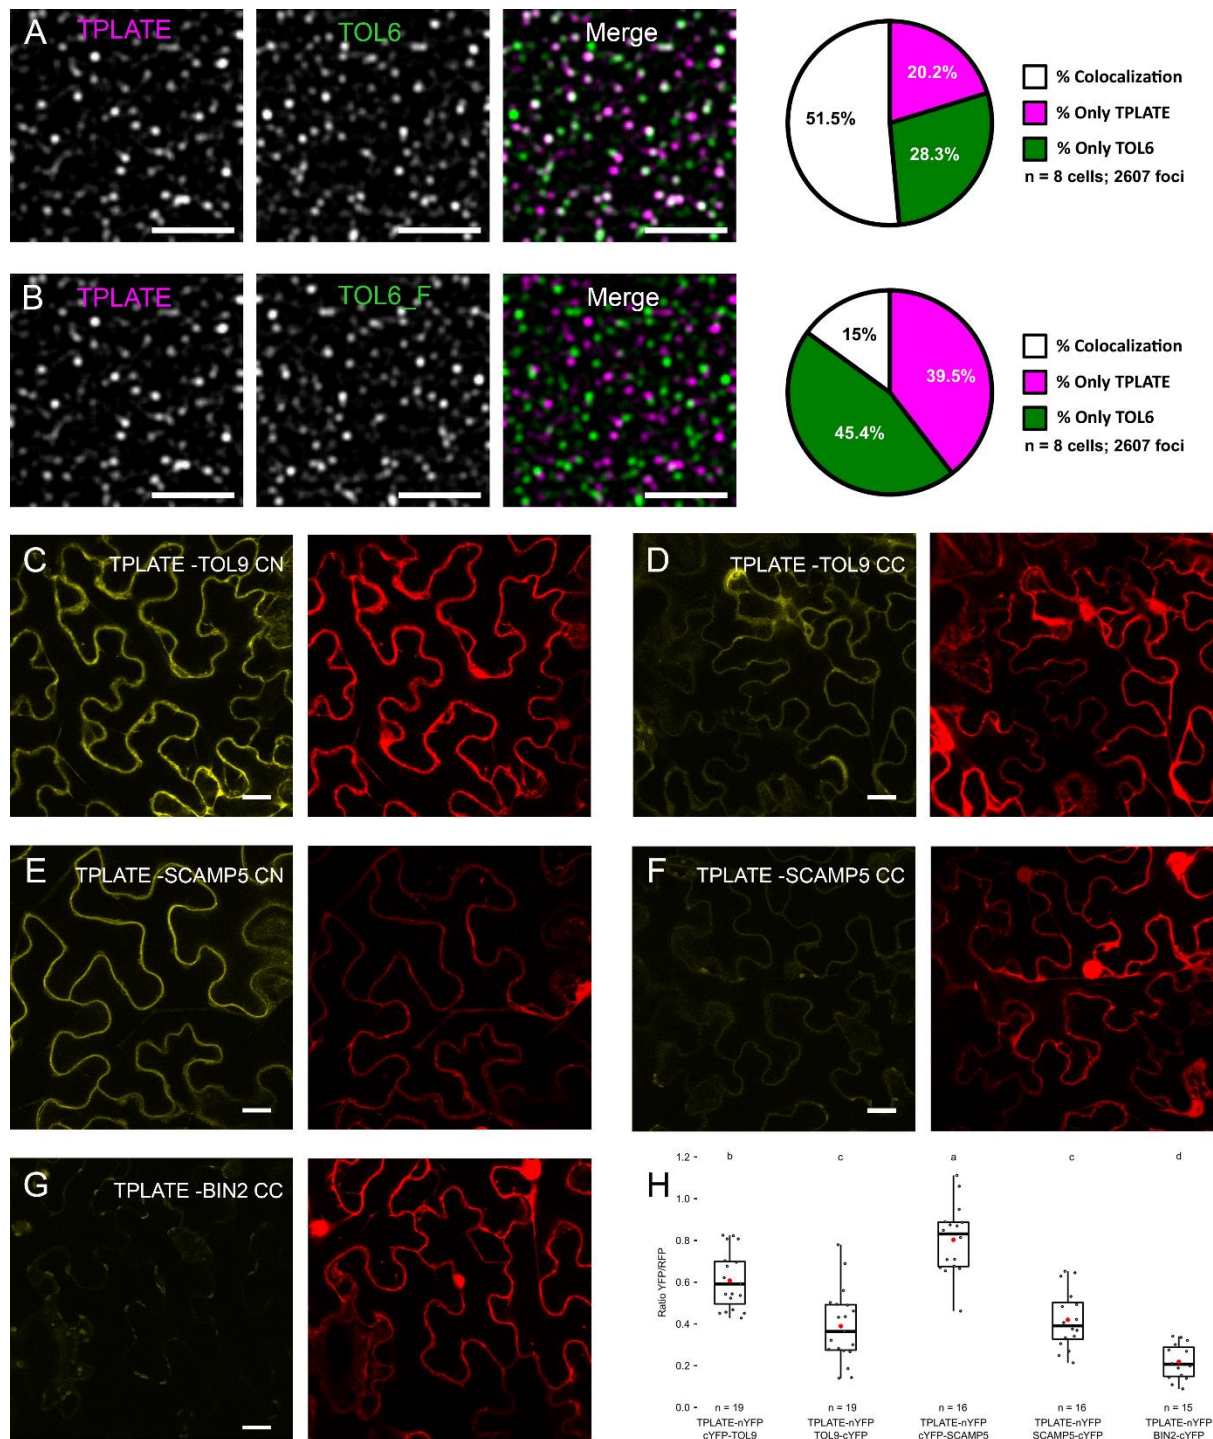 A
TPLATE
TOL6
Merge
51.5%
20.2%
28.3%
% Colocalization
% Only TPLATE
% Only TOL6
n = 8 cells; 2607 foci
B
TPLATE
TOL6_F
Merge
15%
39.5%
45.4%
% Colocalization
% Only TPLATE
% Only TOL6
n = 8 cells; 2607 foci
C
TPLATE -TOL9 CN
D
TPLATE -TOL9 CC
E
TPLATE -SCAMP5 CN
F
TPLATE -SCAMP5 CC
G
TPLATE -BIN2 CC
H
b c a c d
Ratio YFP/RFP
1.2
1.0
0.8
0.6
0.4
0.2
0.0
n = 19 n = 19 n = 16 n = 16 n = 15
TPLATE-nYFP TPLATE-nYFP TPLATE-nYFP TPLATE-nYFP TPLATE-nYFP
cYFP-TOL9 TOL9-cYFP cYFP-SCAMP5 SCAMP5-cYFP BIN2-cYFP